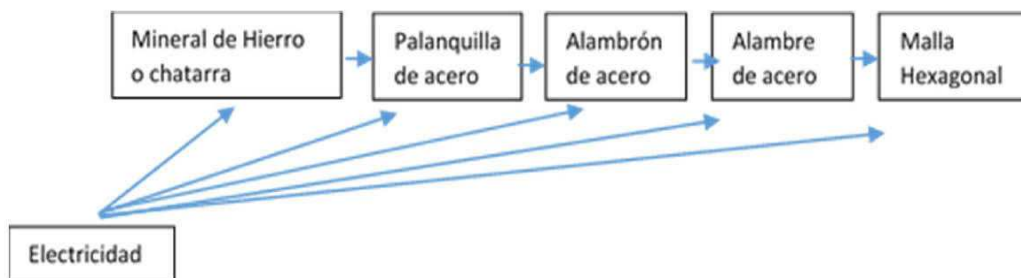 Mineral de Hierro
o chatarra
Palanquilla
de acero
Alambrón
de acero
Alambre
de acero
Malla
Hexagonal
Electricidad